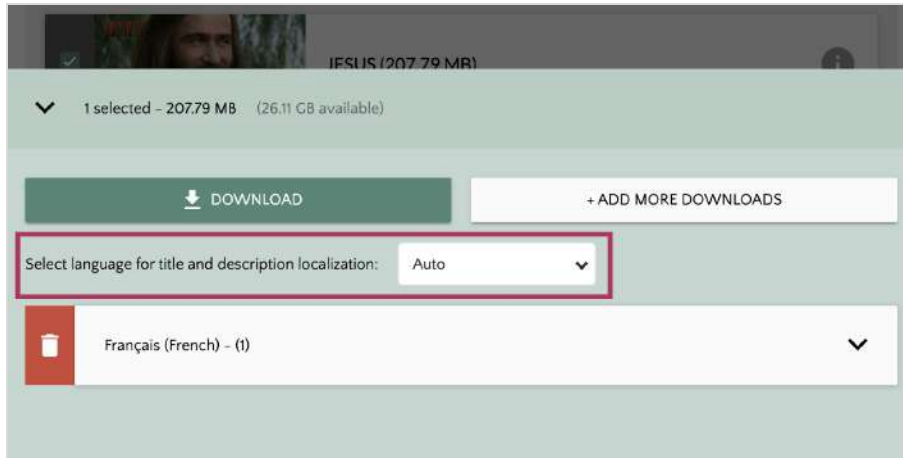 JESUS (207.79 MB)
1 selected - 207.79 MB (26.11 GB available)
DOWNLOAD
+ ADD MORE DOWNLOADS
Select language for title and description localization: Auto
Français (French) - (1)